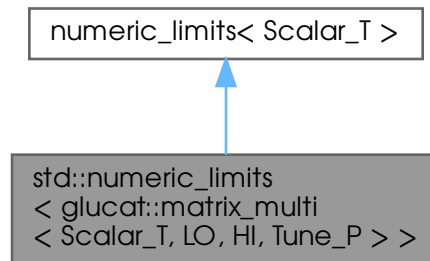 numeric_limits< Scalar_T >
std::numeric_limits
< glucat::matrix_multi
< Scalar_T, LO, HI, Tune_P > >